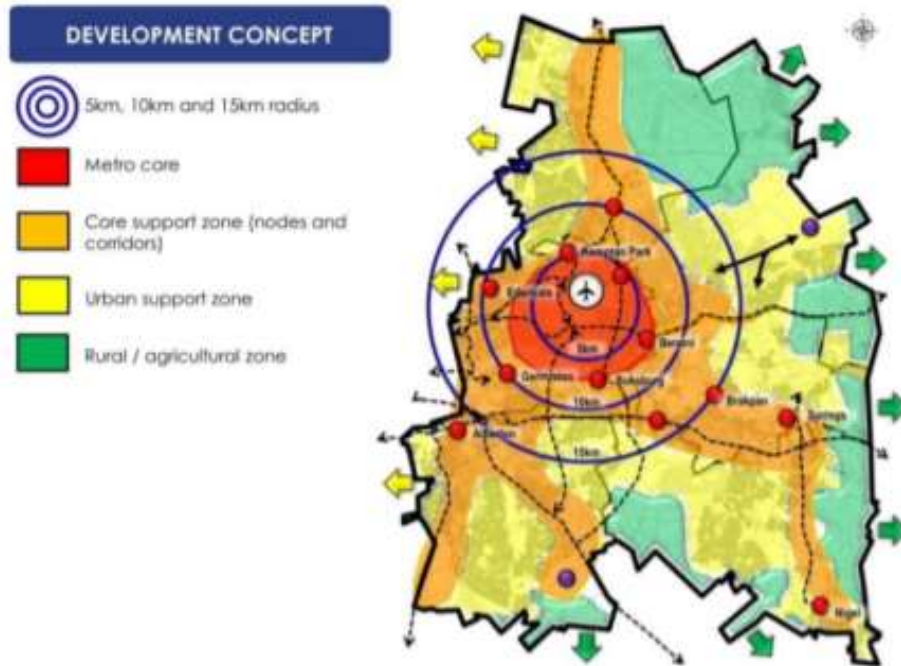 DEVELOPMENT CONCEPT
5km, 10km and 15km radius
Metro core
Core support zone (nodes and
corridors)
Urban support zone
Rural / agricultural zone
Kempton Park
Edenvale
5km
Benoni
Germiston
Boksburg
10km
Brakpan
Springs
Alberton
15km
Nigel